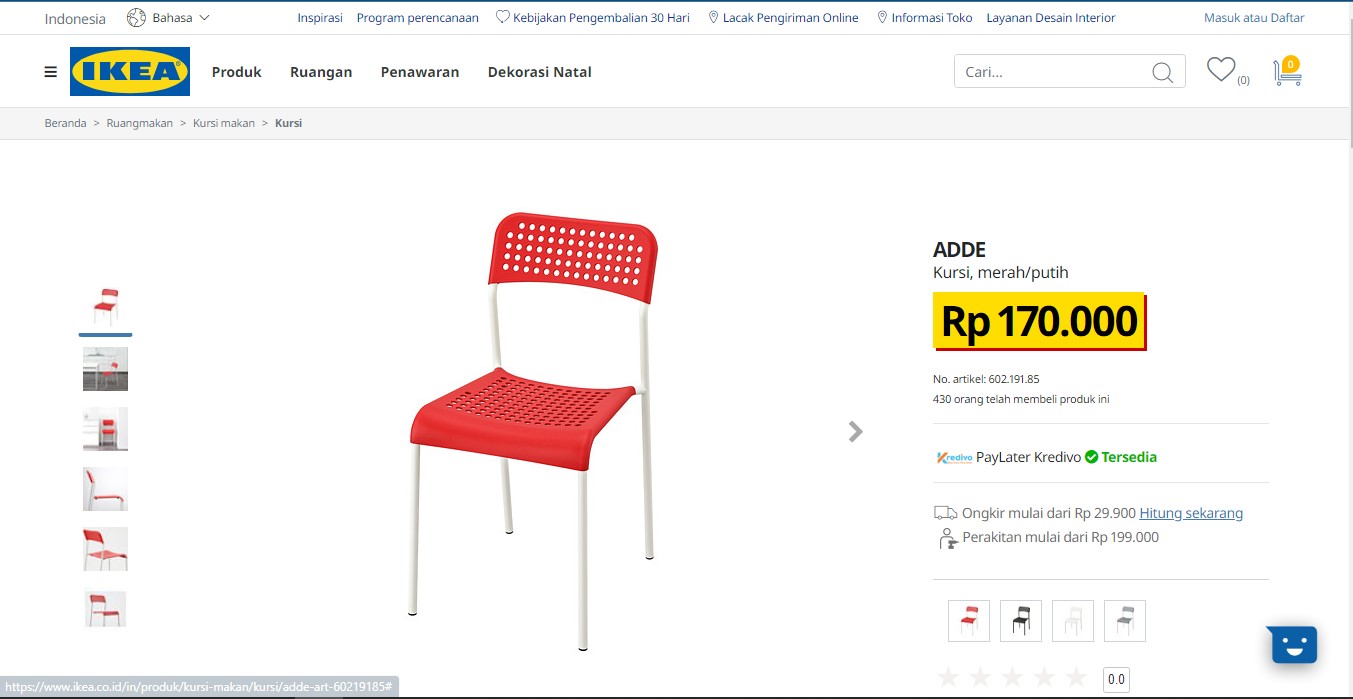 Indonesia Bahasa Inspirasi Program perencanaan Kebijakan Pengembalian 30 Hari Lacak Pengiriman Online Informasi Toko Layanan Desain Interior Masuk atau Daftar
IKEA Produk Ruangan Penawaran Dekorasi Natal Cari... (0) 0
Beranda > Ruangmakan > Kursi makan > Kursi
ADDE
Kursi, merah/putih
Rp 170.000
No. artikel: 602.191.85
430 orang telah membeli produk ini
kredivo PayLater Kredivo Tersedia
Ongkir mulai dari Rp 29.900 Hitung sekarang
Perakitan mulai dari Rp 199.000
0.0
https://www.ikea.co.id/in/produk/kursi-makan/kursi/adde-art-60219185#